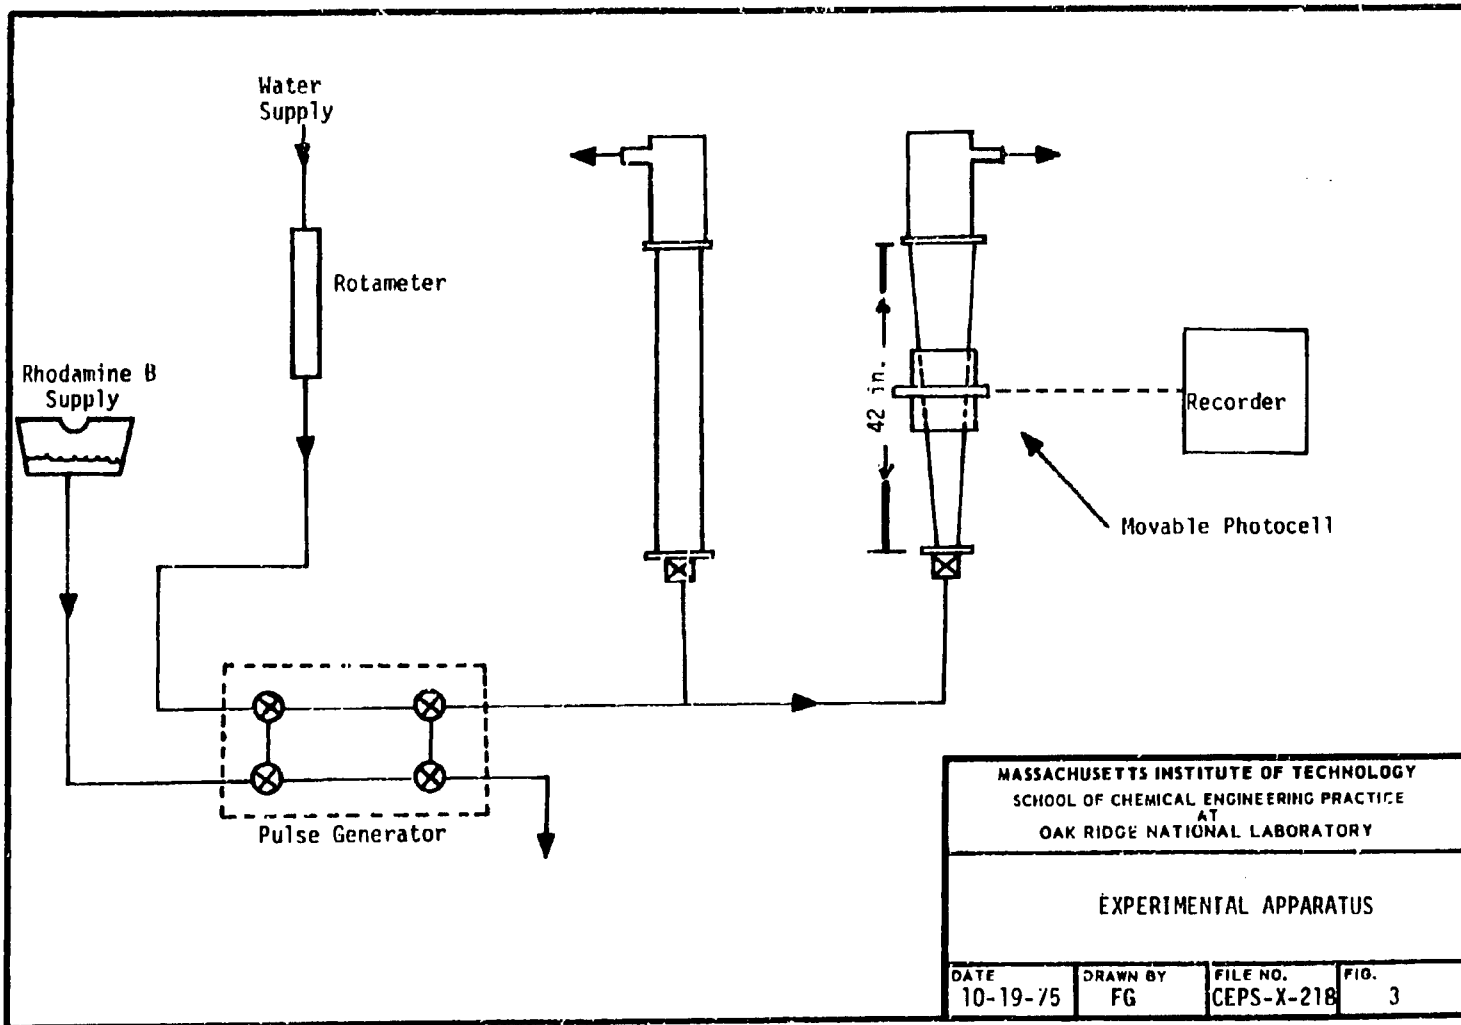 Water
Supply
Rotameter
Rhodamine B
Supply
42 in.
Recorder
Movable Photocell
Pulse Generator
MASSACHUSETTS INSTITUTE OF TECHNOLOGY
SCHOOL OF CHEMICAL ENGINEERING PRACTICE
AT
OAK RIDGE NATIONAL LABORATORY
EXPERIMENTAL APPARATUS
DATE
10-19-75
DRAWN BY
FG
FILE NO.
CEPS-X-218
FIG.
3